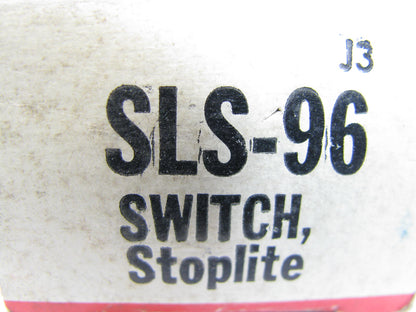 J3
SLS-96
SWITCH,
Stoplite